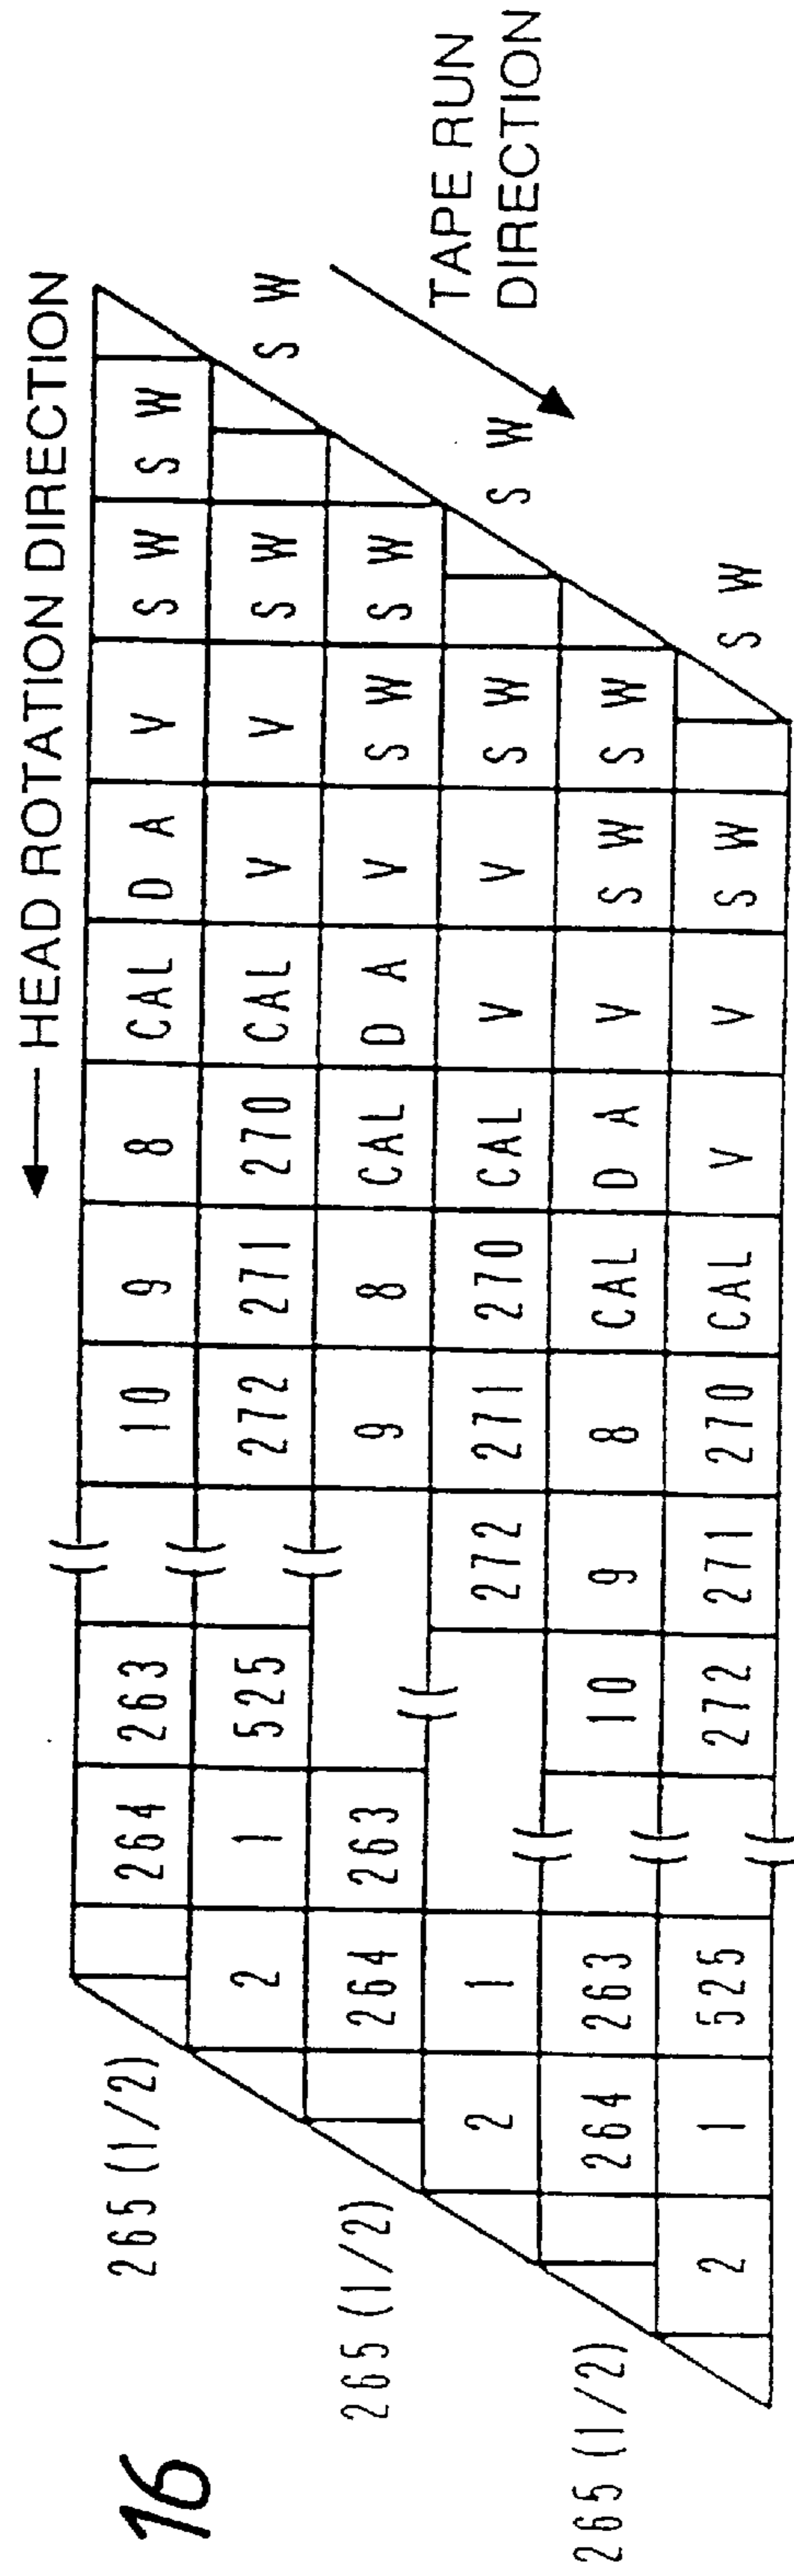 16
← HEAD ROTATION DIRECTION
265 (1/2) 264 263 10 9 8 CAL D A V S W S W
2 1 525 272 271 270 CAL V V S W S W
265 (1/2) 264 263 9 8 CAL D A V S W S W
2 1 272 271 270 CAL V V S W S W
265 (1/2) 264 263 10 9 8 CAL D A V S W S W
2 1 525 272 271 270 CAL V V S W S W
TAPE RUN
DIRECTION